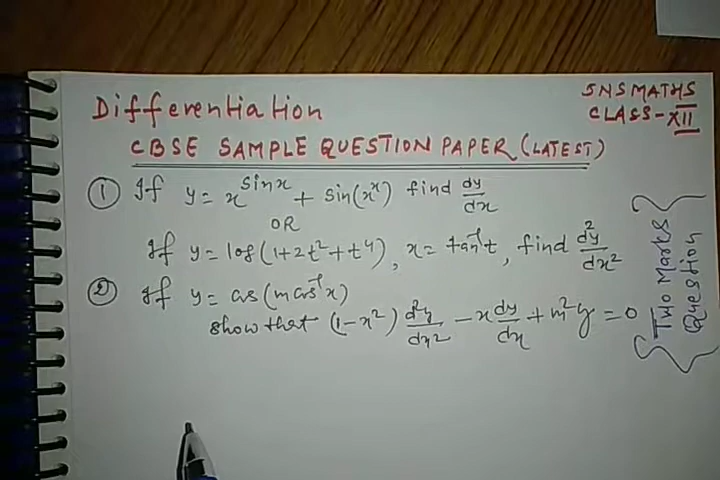 Differentiation
SNSMATHS
CLASS-XII
CBSE SAMPLE QUESTION PAPER (LATEST)
① If y = x^sinx + sin(x^x) find dy/dx
OR
If y = log(1+2t²+t⁴), x = tan⁻¹t, find d²y/dx²
② If y = cos(m cos⁻¹x)
show that (1-x²) d²y/dx² - x dy/dx + m²y = 0
{Two Marks
Question}